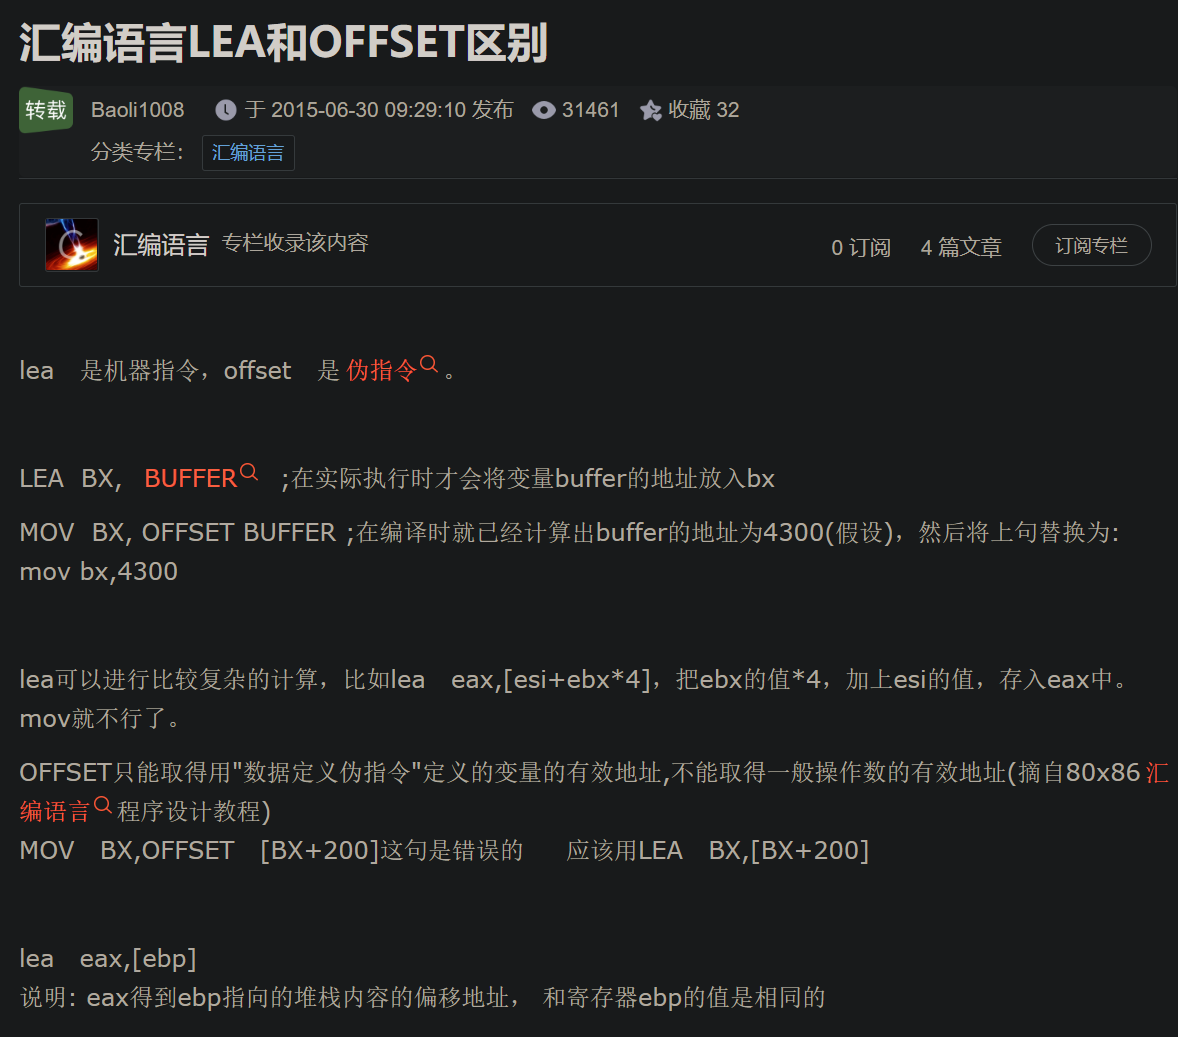 汇编语言LEA和OFFSET区别
转载 Baoli1008 于 2015-06-30 09:29:10 发布 31461 收藏 32
分类专栏： 汇编语言
汇编语言 专栏收录该内容 0 订阅 4 篇文章 订阅专栏
lea 是机器指令，offset 是 伪指令 。
LEA BX, BUFFER ;在实际执行时才会将变量buffer的地址放入bx
MOV BX, OFFSET BUFFER ;在编译时就已经计算出buffer的地址为4300(假设)，然后将上句替换为:
mov bx,4300
lea可以进行比较复杂的计算，比如lea eax,[esi+ebx*4]，把ebx的值*4，加上esi的值，存入eax中。
mov就不行了。
OFFSET只能取得用"数据定义伪指令"定义的变量的有效地址,不能取得一般操作数的有效地址(摘自80x86 汇
编语言 程序设计教程)
MOV BX,OFFSET [BX+200]这句是错误的 应该用LEA BX,[BX+200]
lea eax,[ebp]
说明: eax得到ebp指向的堆栈内容的偏移地址， 和寄存器ebp的值是相同的